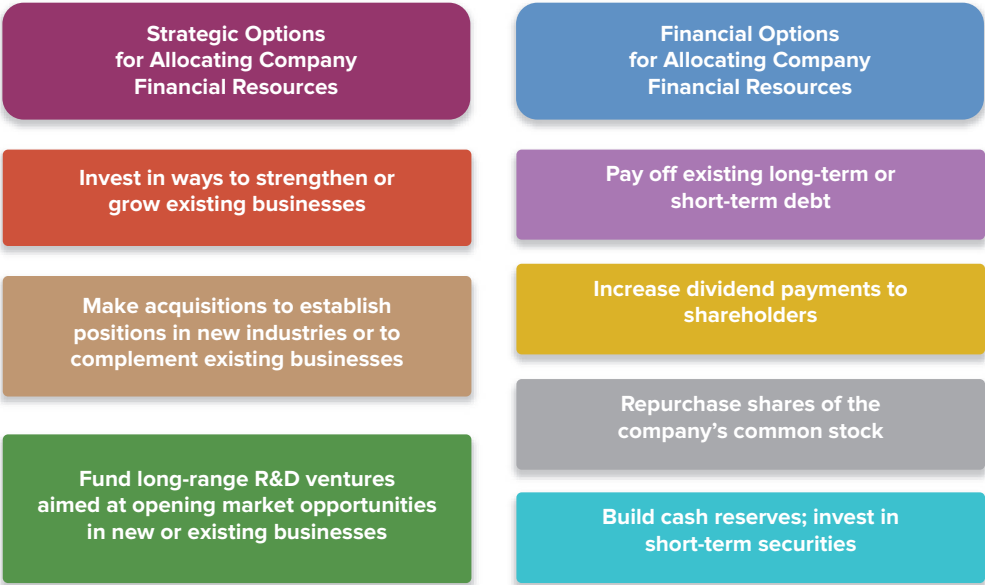 Strategic Options
for Allocating Company
Financial Resources
Invest in ways to strengthen or
grow existing businesses
Make acquisitions to establish
positions in new industries or to
complement existing businesses
Fund long-range R&D ventures
aimed at opening market opportunities
in new or existing businesses
Financial Options
for Allocating Company
Financial Resources
Pay off existing long-term or
short-term debt
Increase dividend payments to
shareholders
Repurchase shares of the
company’s common stock
Build cash reserves; invest in
short-term securities